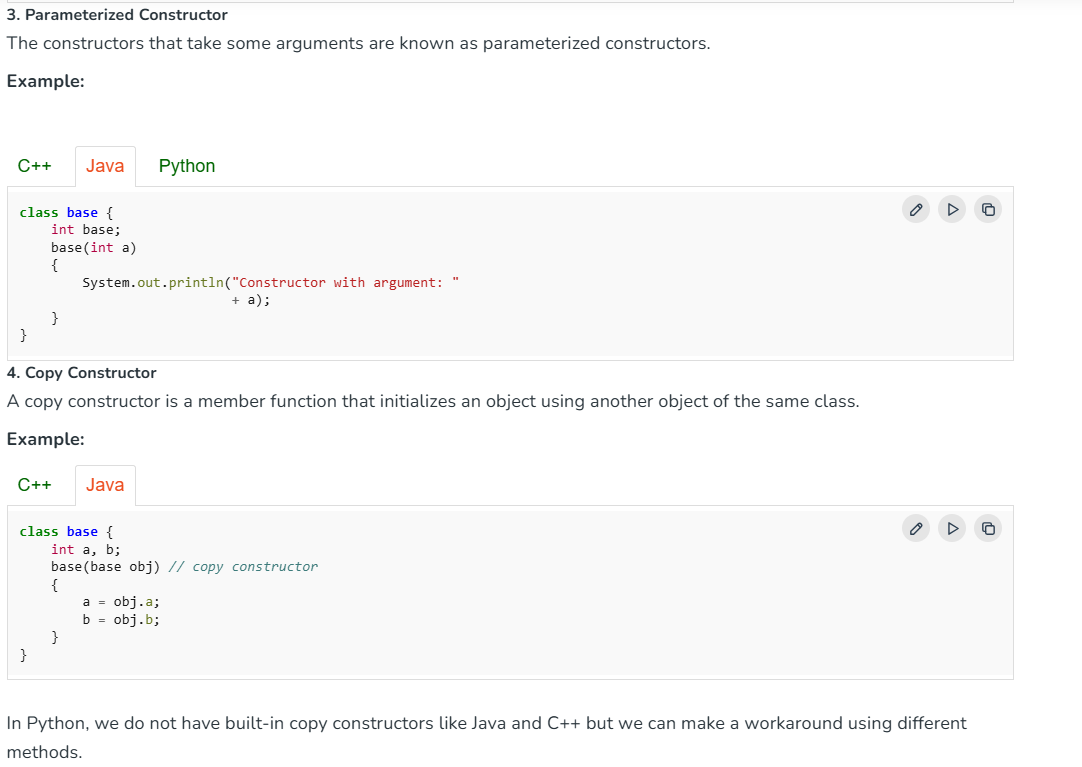 3. Parameterized Constructor
The constructors that take some arguments are known as parameterized constructors.
Example:
C++ Java Python
class base {
    int base;
    base(int a)
    {
        System.out.println("Constructor with argument: "
                           + a);
    }
}
4. Copy Constructor
A copy constructor is a member function that initializes an object using another object of the same class.
Example:
C++ Java
class base {
    int a, b;
    base(base obj) // copy constructor
    {
        a = obj.a;
        b = obj.b;
    }
}
In Python, we do not have built-in copy constructors like Java and C++ but we can make a workaround using different
methods.